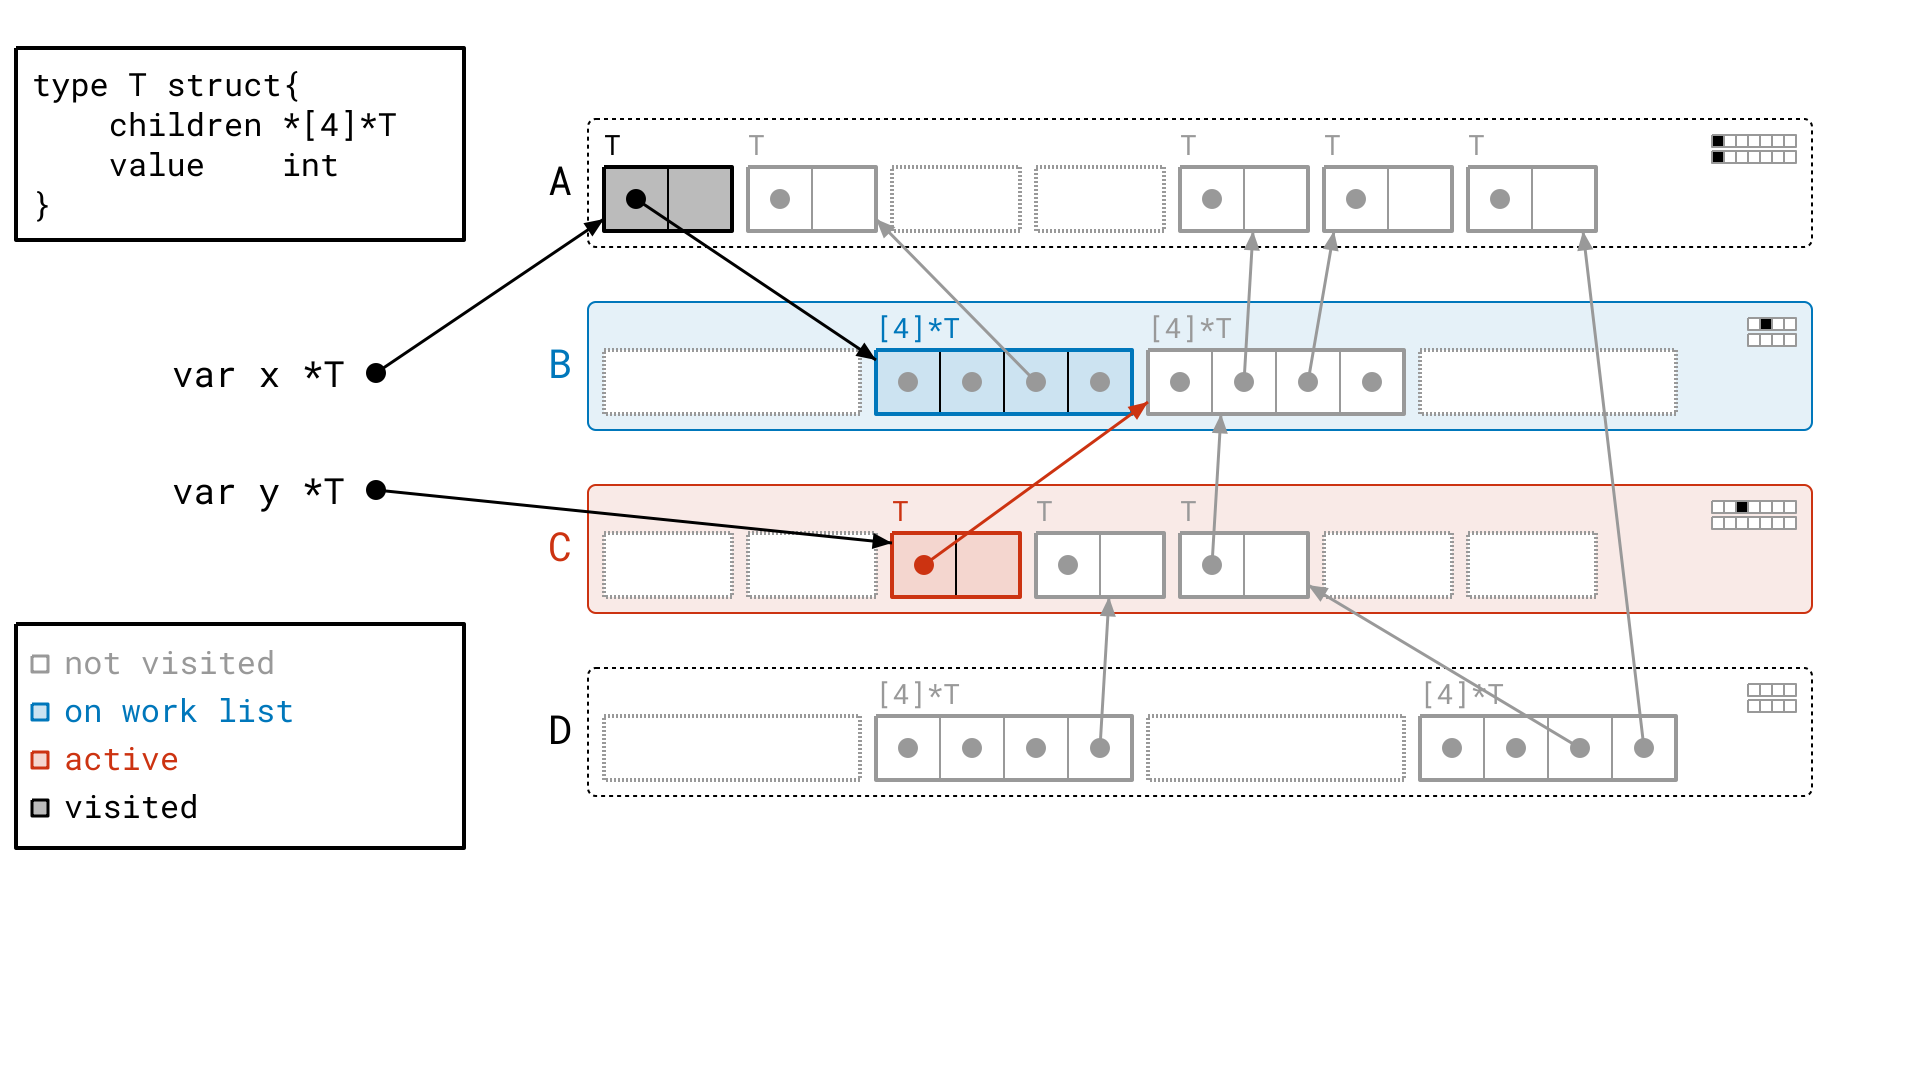 type T struct{
children *[4]*T
value int
}
var x *T
var y *T
not visited
on work list
active
visited
A
T T T T T
B
[4]*T [4]*T
C
T T T
D
[4]*T [4]*T